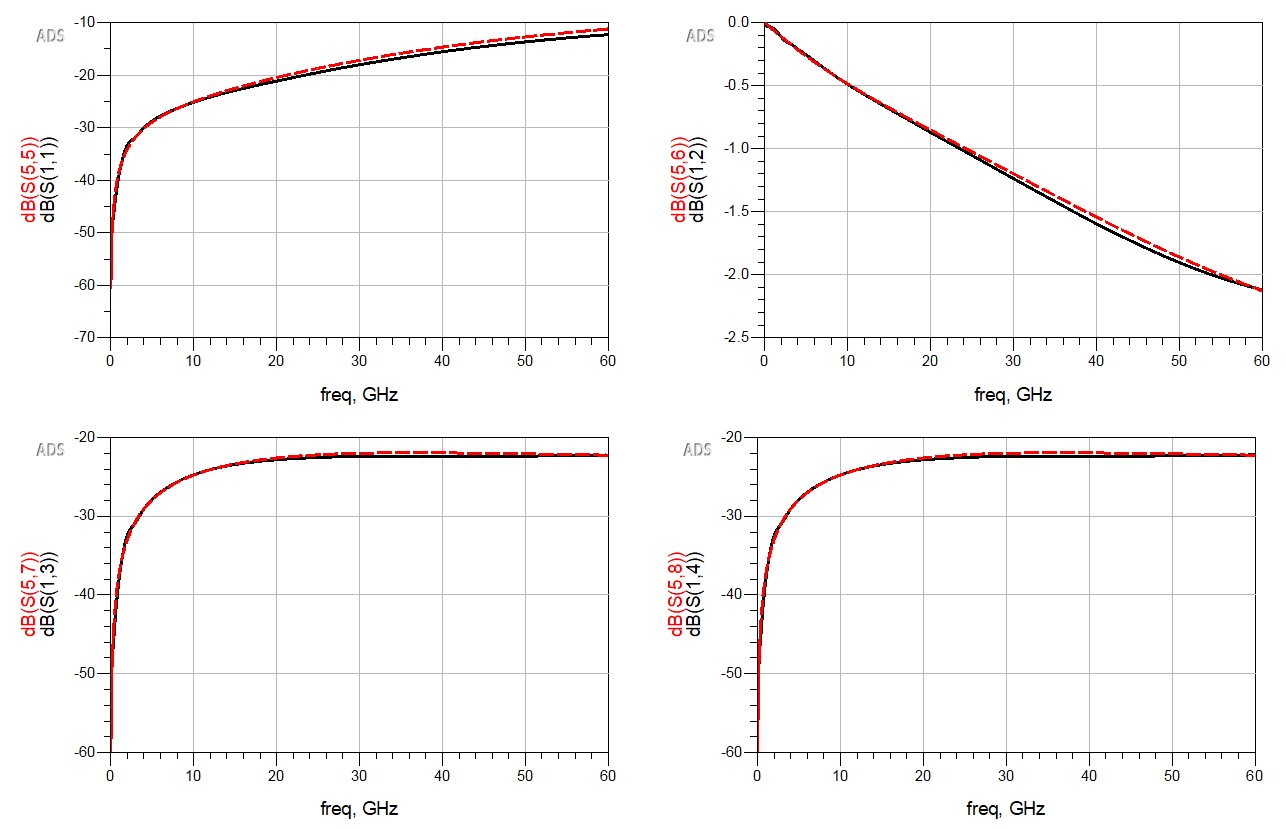 ADS
dB(S(5,5))
dB(S(1,1))
-10
-20
-30
-40
-50
-60
-70
0 10 20 30 40 50 60
freq, GHz
ADS
dB(S(5,6))
dB(S(1,2))
0.0
-0.5
-1.0
-1.5
-2.0
-2.5
0 10 20 30 40 50 60
freq, GHz
ADS
dB(S(5,7))
dB(S(1,3))
-20
-30
-40
-50
-60
0 10 20 30 40 50 60
freq, GHz
ADS
dB(S(5,8))
dB(S(1,4))
-20
-30
-40
-50
-60
0 10 20 30 40 50 60
freq, GHz